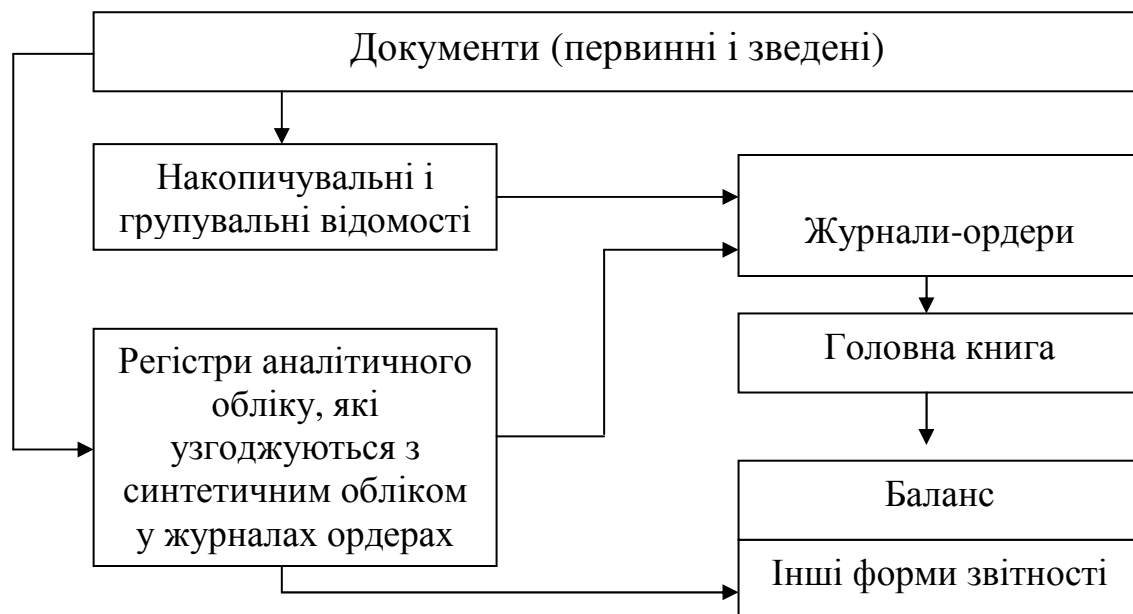 Документи (первинні і зведені)
Накопичувальні і
групувальні відомості
Журнали-ордери
Головна книга
Регістри аналітичного
обліку, які
узгоджуються з
синтетичним обліком
у журналах ордерах
Баланс
Інші форми звітності